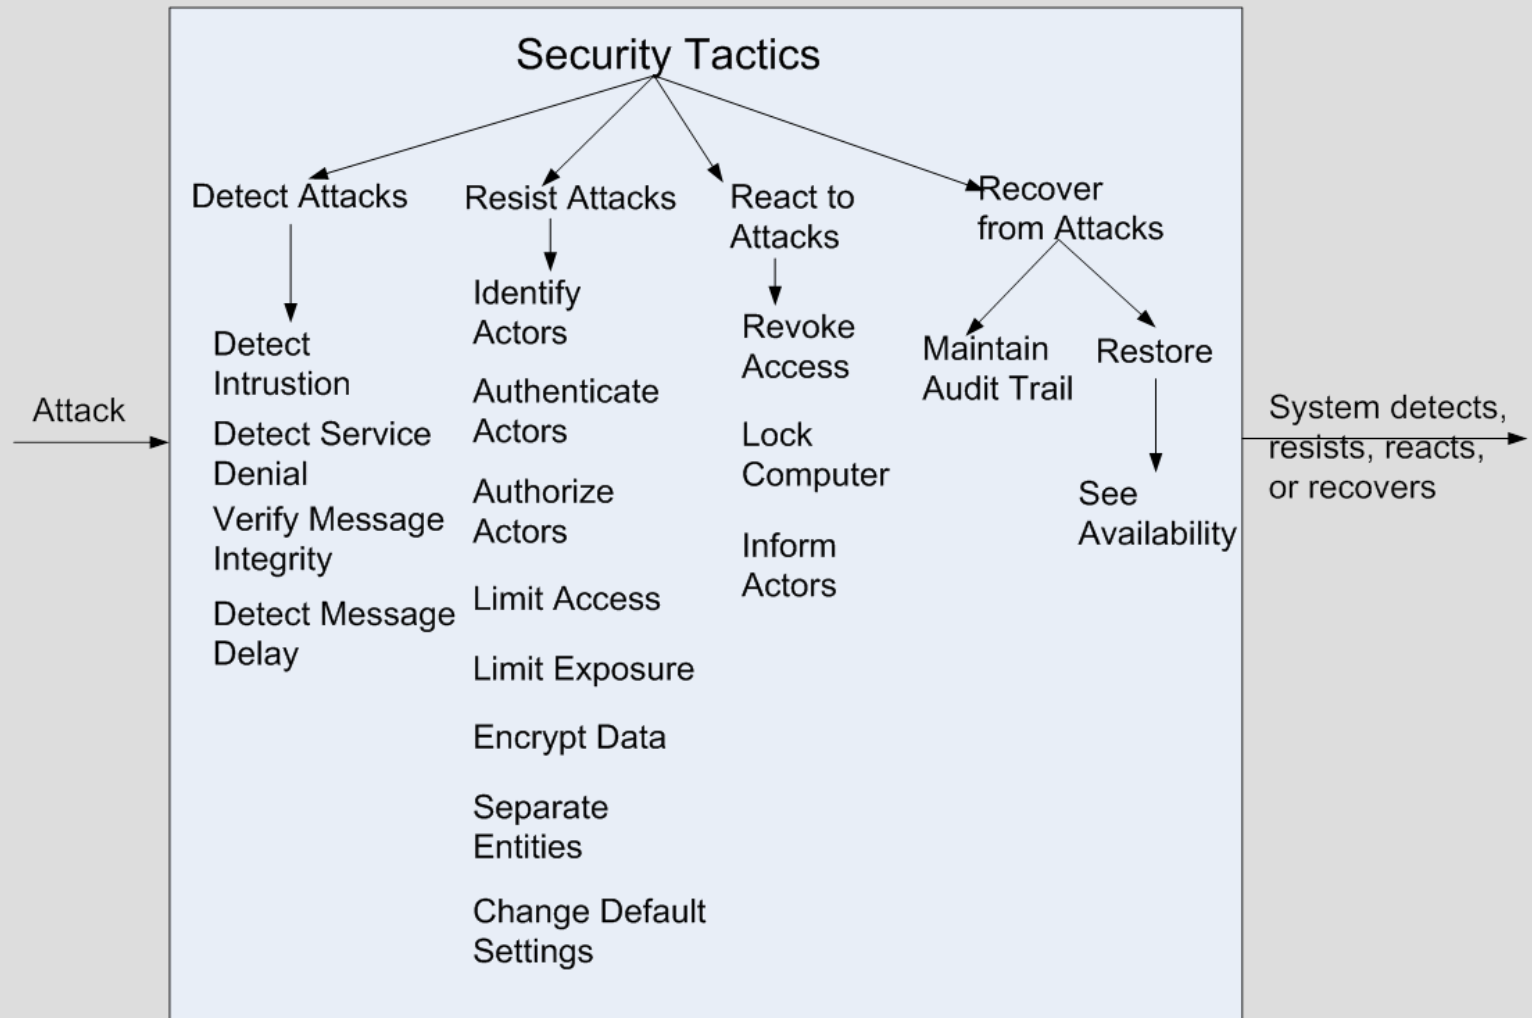 Security Tactics
Attack
Detect Attacks
Detect
Intrustion
Detect Service
Denial
Verify Message
Integrity
Detect Message
Delay
Resist Attacks
Identify
Actors
Authenticate
Actors
Authorize
Actors
Limit Access
Limit Exposure
Encrypt Data
Separate
Entities
Change Default
Settings
React to
Attacks
Revoke
Access
Lock
Computer
Inform
Actors
Recover
from Attacks
Maintain
Audit Trail
Restore
See
Availability
System detects,
resists, reacts,
or recovers